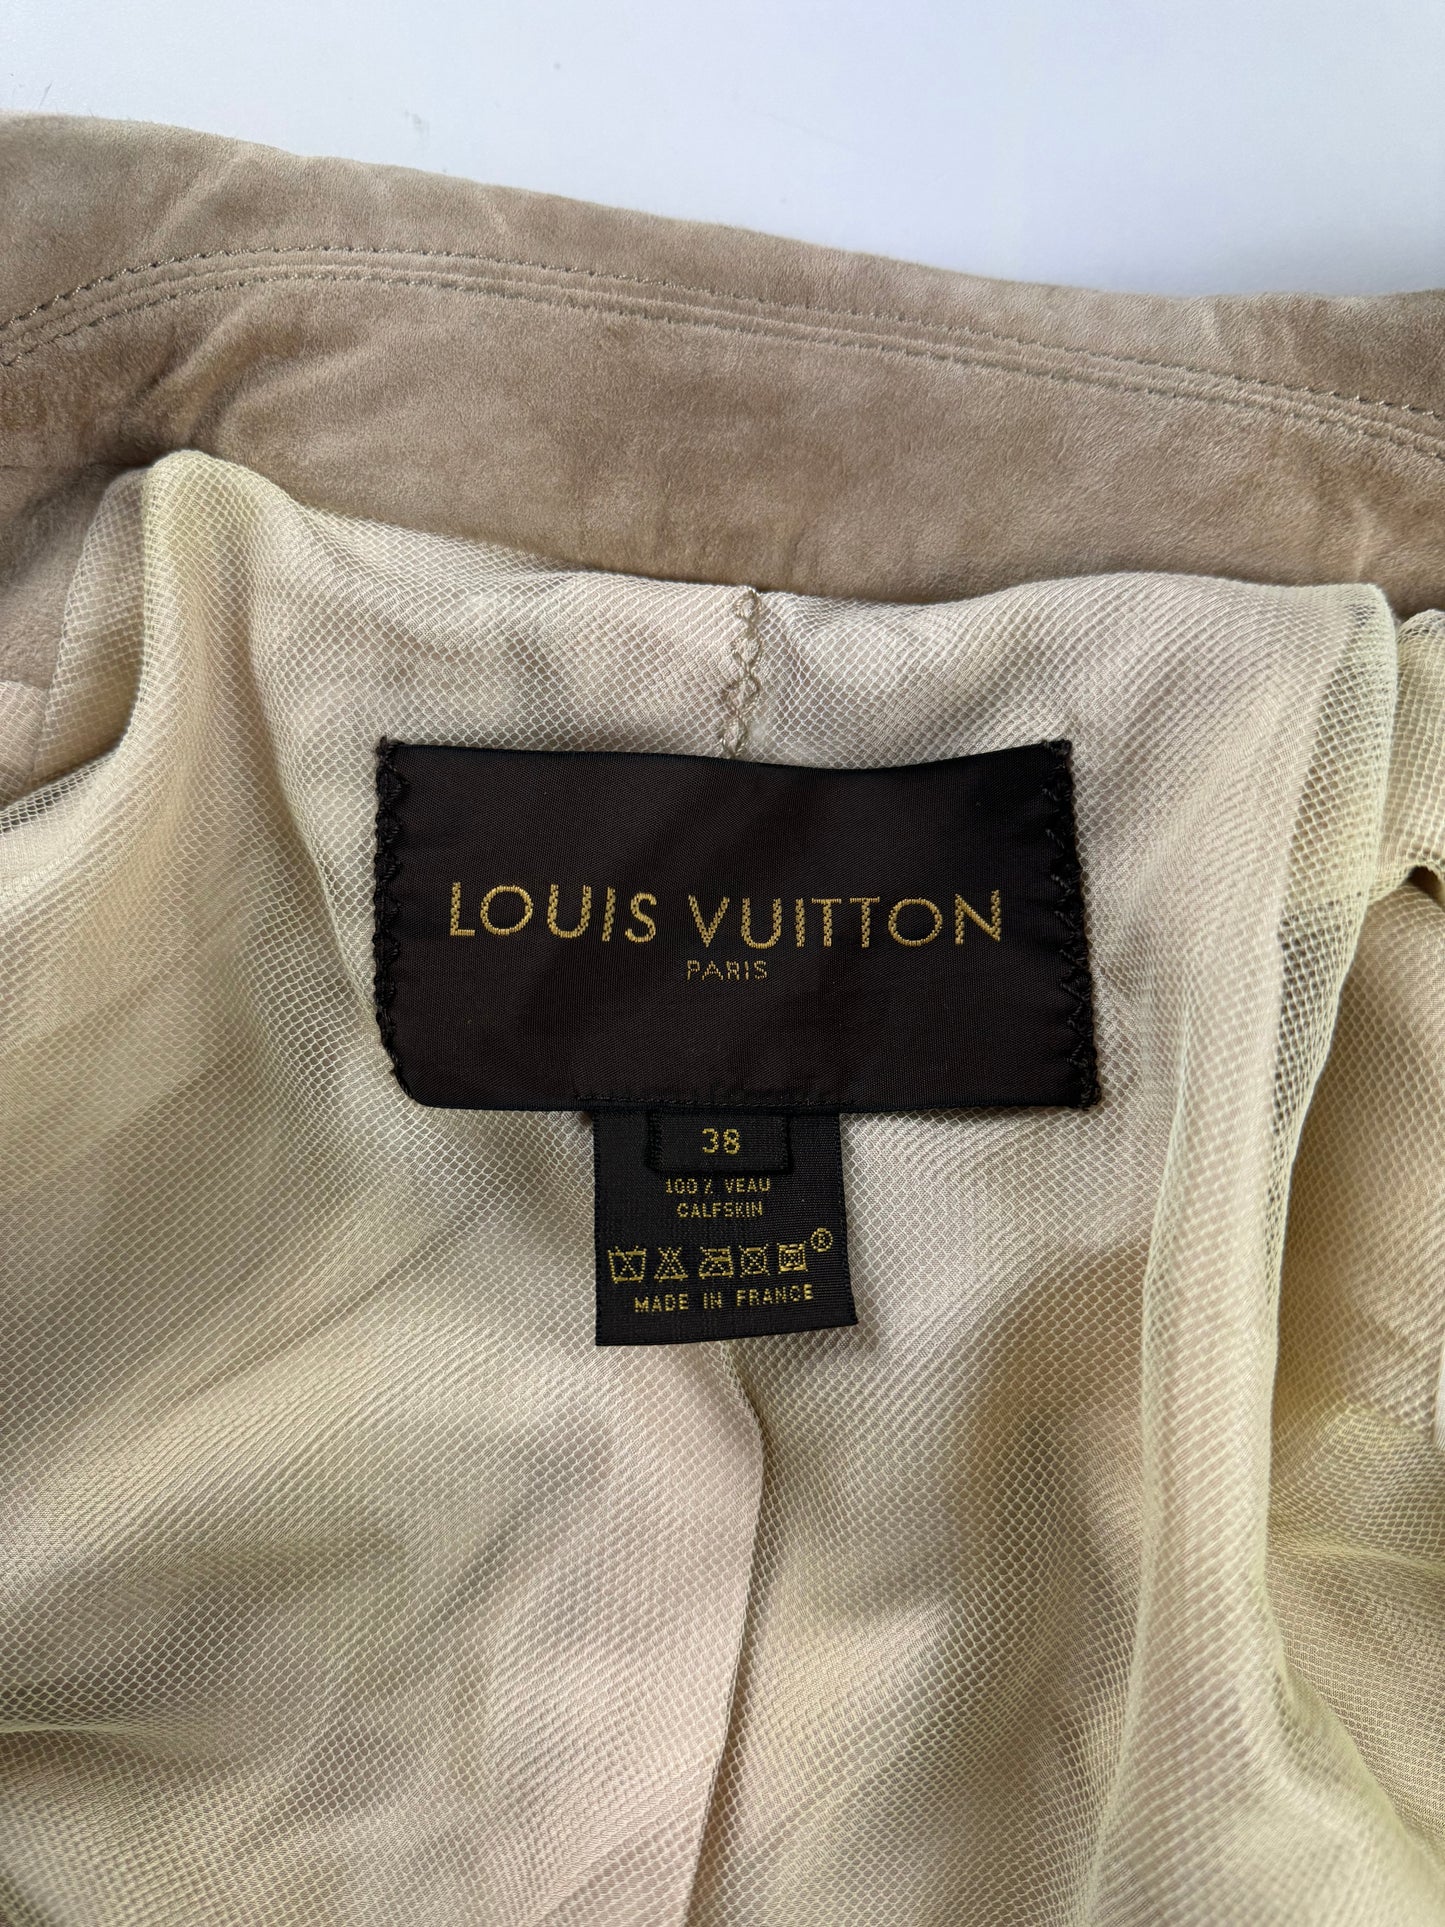 LOUIS VUITTON
PARIS
38
100% VEAU
CALFSKIN
®
MADE IN FRANCE